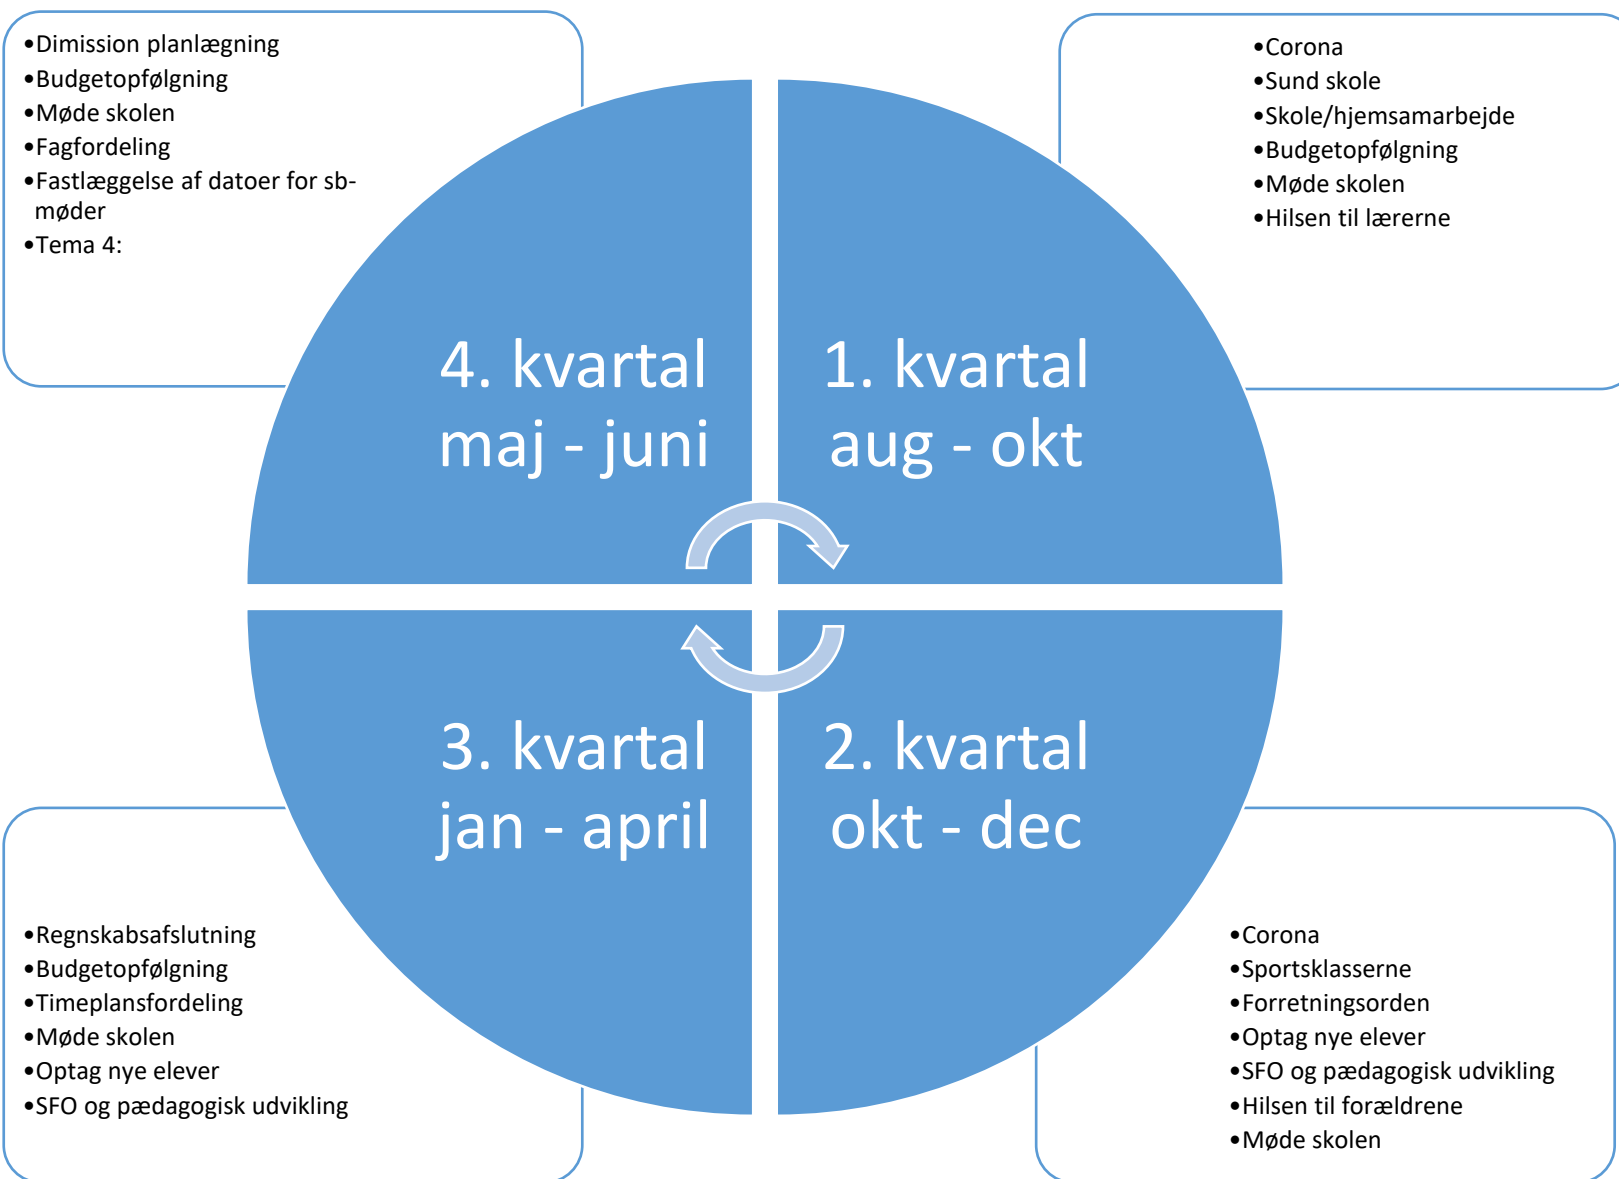 •Dimission planlægning
•Budgetopfølgning
•Møde skolen
•Fagfordeling
•Fastlæggelse af datoer for sb-
møder
•Tema 4:
•Corona
•Sund skole
•Skole/hjemsamarbejde
•Budgetopfølgning
•Møde skolen
•Hilsen til lærerne
4. kvartal
maj - juni
1. kvartal
aug - okt
3. kvartal
jan - april
2. kvartal
okt - dec
•Regnskabsafslutning
•Budgetopfølgning
•Timeplansfordeling
•Møde skolen
•Optag nye elever
•SFO og pædagogisk udvikling
•Corona
•Sportsklasserne
•Forretningsorden
•Optag nye elever
•SFO og pædagogisk udvikling
•Hilsen til forældrene
•Møde skolen